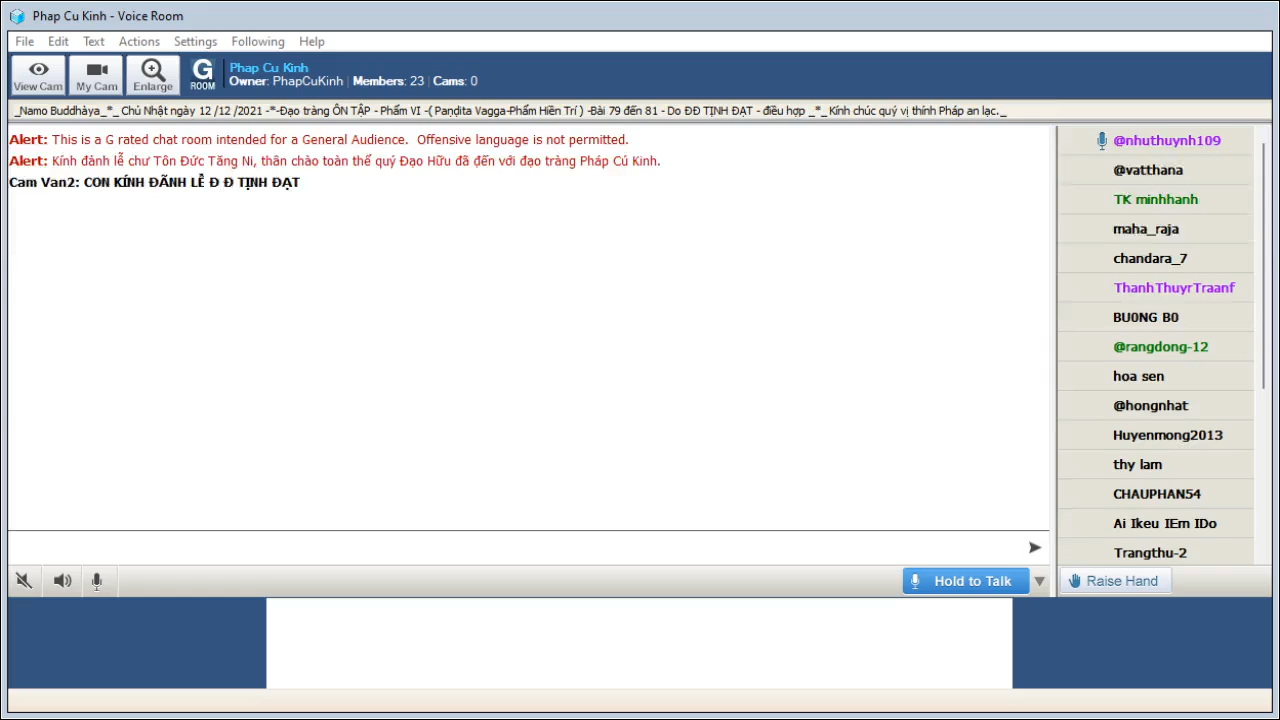 Phap Cu Kinh - Voice Room
File Edit Text Actions Settings Following Help
View Cam My Cam Enlarge G ROOM
Phap Cu Kinh
Owner: PhapCuKinh Members: 23 Cams: 0
_Namo Buddhàya_*_ Chủ Nhật ngày 12 /12 /2021 -*-Đạo tràng ÔN TẬP - Phẩm VI -( Paṇḍita Vagga-Phẩm Hiền Trí ) -Bài 79 đến 81 - Do ĐĐ TỊNH ĐẠT - điều hợp _*_ Kính chúc quý vị thính Pháp an lạc._
Alert: This is a G rated chat room intended for a General Audience. Offensive language is not permitted.
Alert: Kính đảnh lễ chư Tôn Đức Tăng Ni, thân chào toàn thể quý Đạo Hữu đã đến với đạo tràng Pháp Cú Kinh.
Cam Van2: CON KÍNH ĐÃNH LỄ Đ Đ TỊNH ĐẠT
@nhuthuynh109
@vatthana
TK minhhanh
maha_raja
chandara_7
ThanhThuyrTraanf
BU0NG B0
@rangdong-12
hoa sen
@hongnhat
Huyenmong2013
thy lam
CHAUPHAN54
Ai Ikeu IEm IDo
Trangthu-2
Hold to Talk
Raise Hand